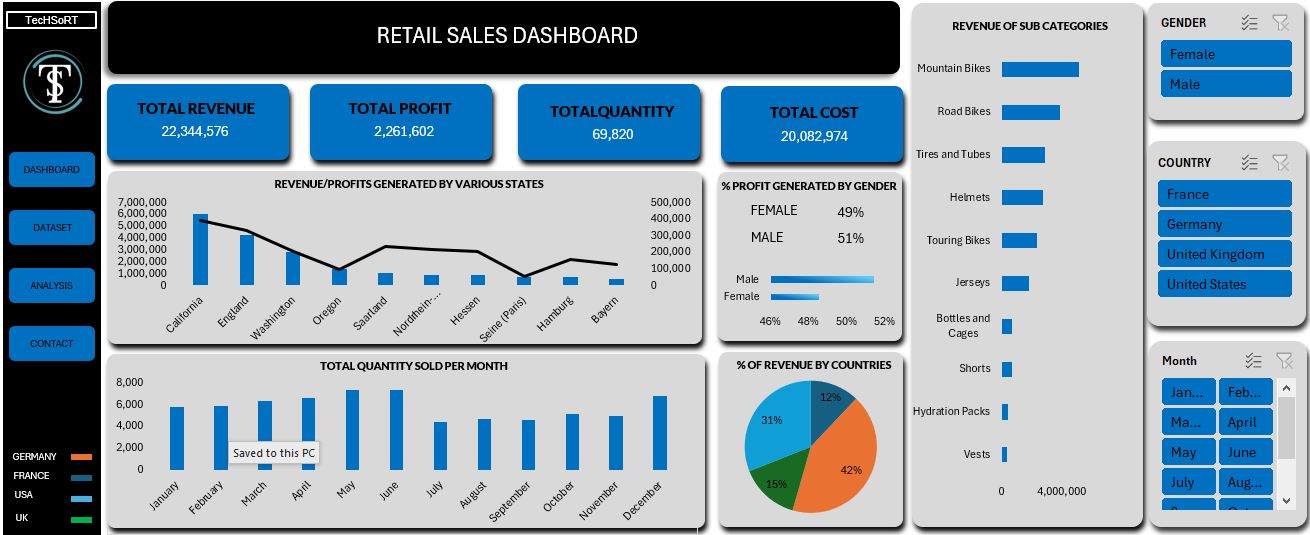 TecHSoRT
TS
DASHBOARD
DATASET
ANALYSIS
CONTACT
GERMANY
FRANCE
USA
UK
RETAIL SALES DASHBOARD
TOTAL REVENUE
22,344,576
TOTAL PROFIT
2,261,602
TOTALQUANTITY
69,820
TOTAL COST
20,082,974
REVENUE/PROFITS GENERATED BY VARIOUS STATES
7,000,000
6,000,000
5,000,000
4,000,000
3,000,000
2,000,000
1,000,000
0
500,000
400,000
300,000
200,000
100,000
0
California
England
Washington
Oregon
Saarland
Nordrhein-...
Hessen
Seine (Paris)
Hamburg
Bayern
% PROFIT GENERATED BY GENDER
FEMALE 49%
MALE 51%
Male
Female
46% 48% 50% 52%
TOTAL QUANTITY SOLD PER MONTH
8,000
6,000
4,000
2,000
0
Saved to this PC
January
February
March
April
May
June
July
August
September
October
November
December
% OF REVENUE BY COUNTRIES
12%
31%
42%
15%
REVENUE OF SUB CATEGORIES
Mountain Bikes
Road Bikes
Tires and Tubes
Helmets
Touring Bikes
Jerseys
Bottles and
Cages
Shorts
Hydration Packs
Vests
0 4,000,000
GENDER
Female
Male
COUNTRY
France
Germany
United Kingdom
United States
Month
Jan... Feb...
Ma... April
May June
July Aug...